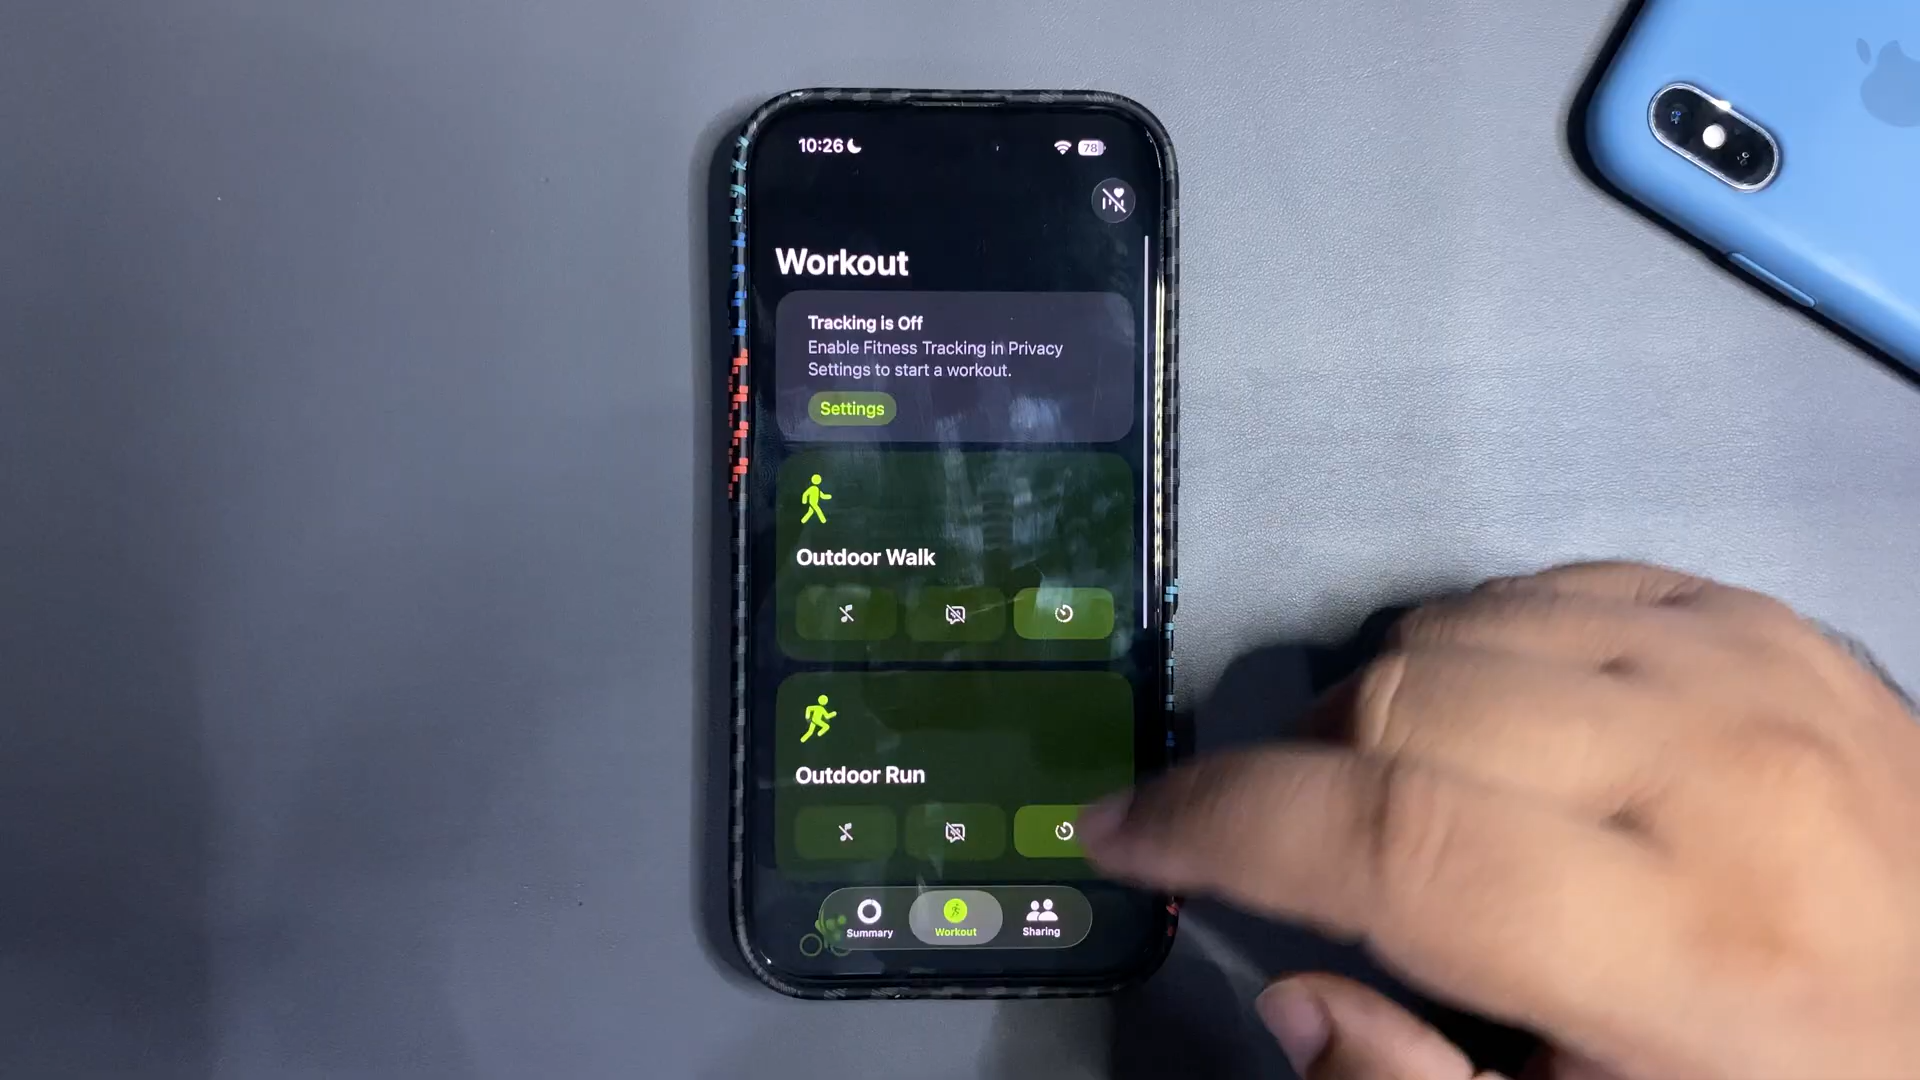 10:26
78
Workout
Tracking is Off
Enable Fitness Tracking in Privacy
Settings to start a workout.
Settings
Outdoor Walk
Outdoor Run
Summary
Workout
Sharing